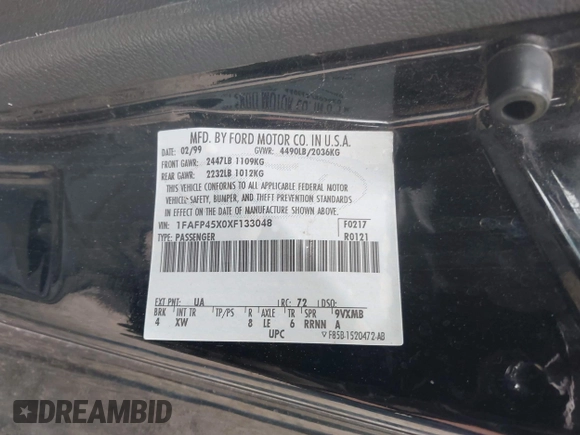 MFD. BY FORD MOTOR CO. IN U.S.A.
DATE: 02/99 GVWR: 4490LB/2036KG
FRONT GAWR: 2447LB 1109KG
REAR GAWR: 2232LB 1012KG
THIS VEHICLE CONFORMS TO ALL APPLICABLE FEDERAL MOTOR
VEHICLE SAFETY, BUMPER, AND THEFT PREVENTION STANDARDS
IN EFFECT ON THE DATE OF MANUFACTURE SHOWN ABOVE.
VIN: 1FAFP45X0XF133048 F0217
TYPE: PASSENGER R0121
EXT PNT: UA RC: 72 DSO:
BRK INT TR TP/PS R AXLE TR SPR 9VXMB
4 XW 8 LE 6 RRNN A
UPC F85B-1520472-AB
DREAMBID